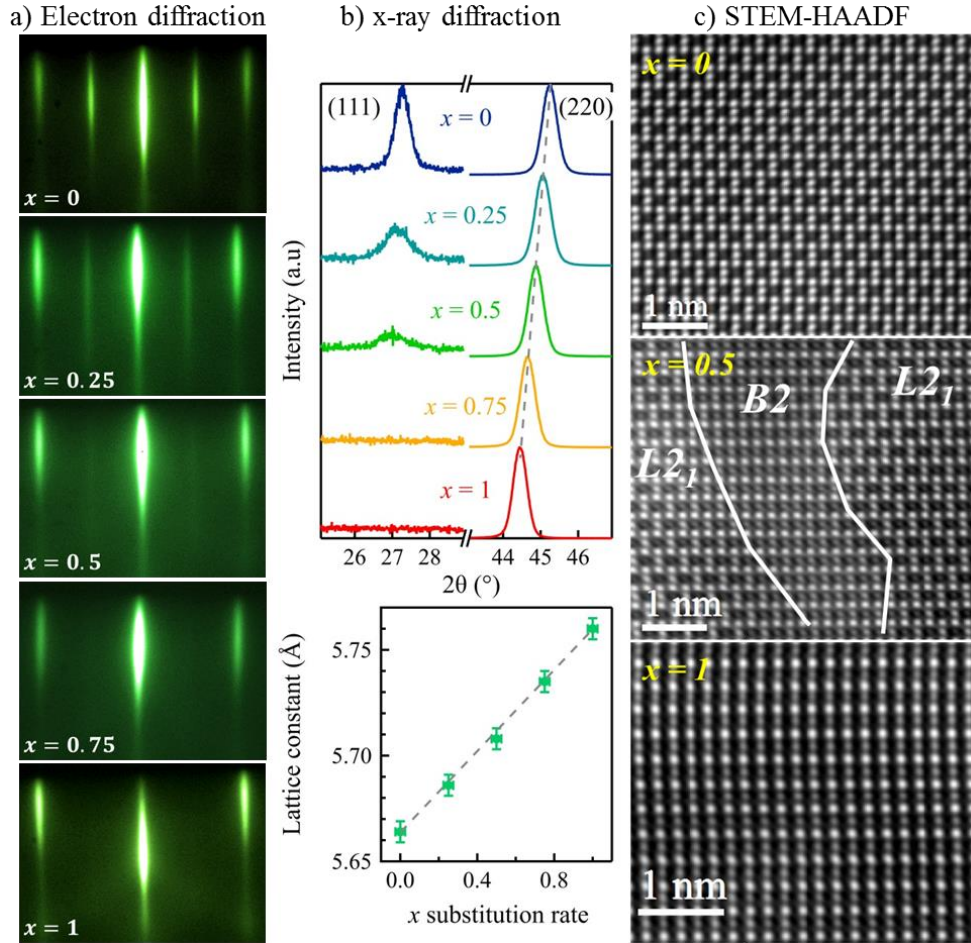 a) Electron diffraction
x = 0
x = 0.25
x = 0.5
x = 0.75
x = 1
b) x-ray diffraction
(111)
(220)
x = 0
x = 0.25
x = 0.5
x = 0.75
x = 1
Intensity (a.u)
26 27 28 44 45 46
2θ (°)
Lattice constant (Å)
5.75
5.70
5.65
0.0 0.4 0.8
x substitution rate
c) STEM-HAADF
x = 0
1 nm
x = 0.5
B2
L2₁
L2₁
1 nm
x = 1
1 nm